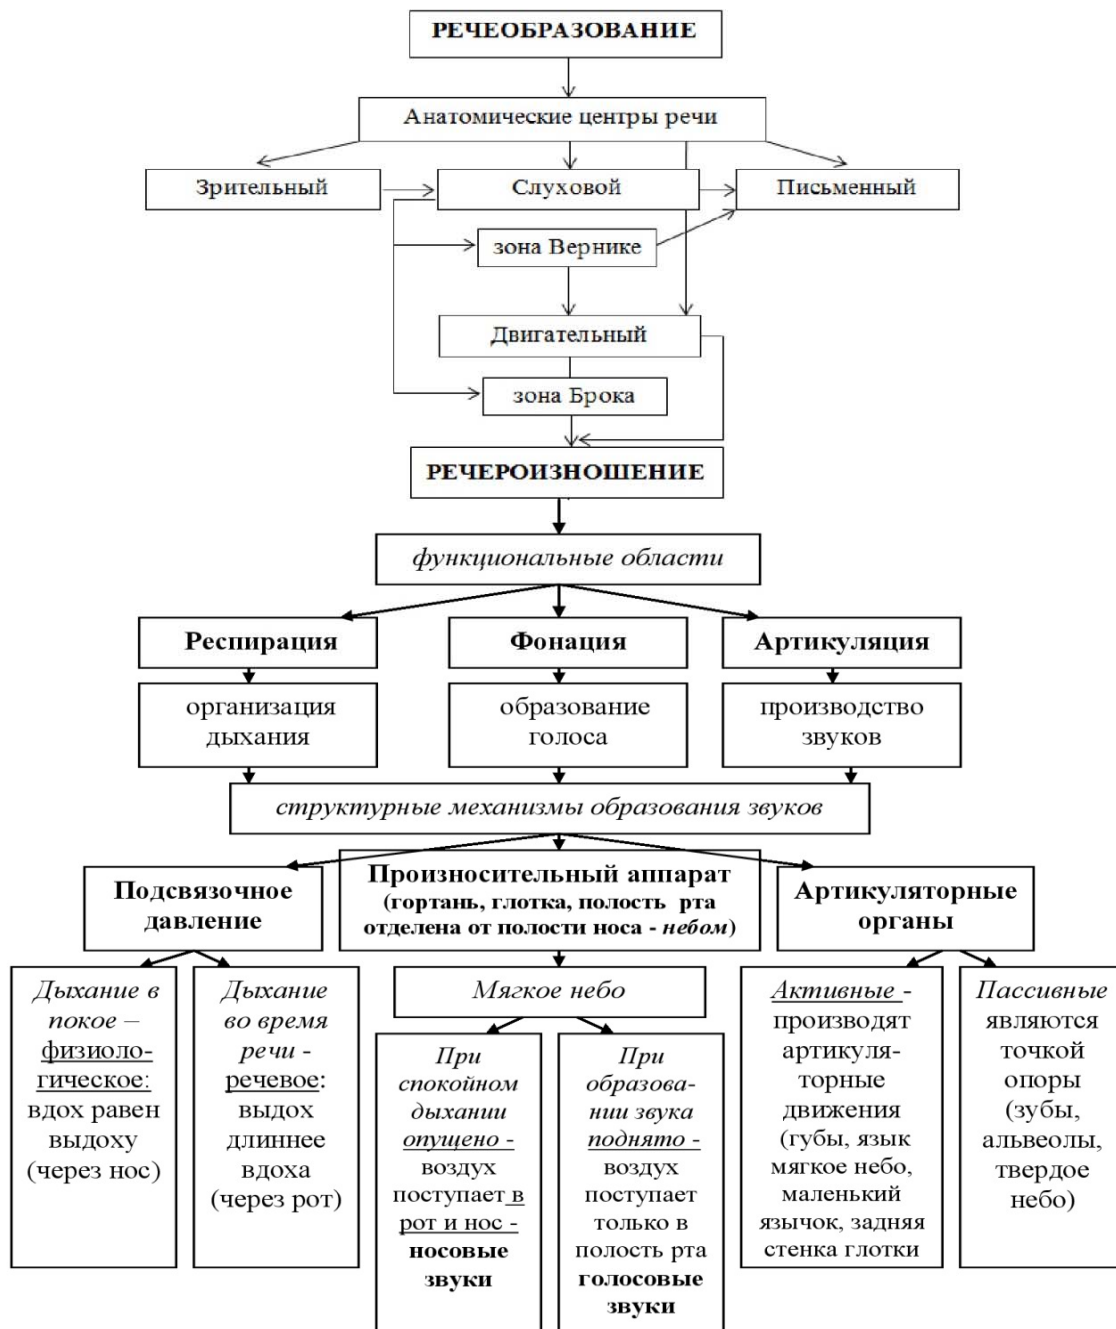 РЕЧЕОБРАЗОВАНИЕ
Анатомические центры речи
Зрительный
Слуховой
Письменный
зона Вернике
Двигательный
зона Брока
РЕЧЕРОИЗНОШЕНИЕ
функциональные области
Респирация
Фонация
Артикуляция
организация
дыхания
образование
голоса
производство
звуков
структурные механизмы образования звуков
Подсвязочное
давление
Произносительный аппарат
(гортань, глотка, полость рта
отделена от полости носа - небом)
Артикуляторные
органы
Дыхание в
покое –
физиоло-
гическое:
вдох равен
выдоху
(через нос)
Дыхание
во время
речи -
речевое:
выдох
длиннее
вдоха
(через рот)
Мягкое небо
При
спокойном
дыхании
опущено -
воздух
поступает в
рот и нос -
носовые
звуки
При
образова-
нии звука
поднято -
воздух
поступает
только в
полость рта
голосовые
звуки
Активные -
производят
артикуля-
торные
движения
(губы, язык
мягкое небо,
маленький
язычок, задняя
стенка глотки
Пассивные
являются
точкой
опоры
(зубы,
альвеолы,
твердое
небо)